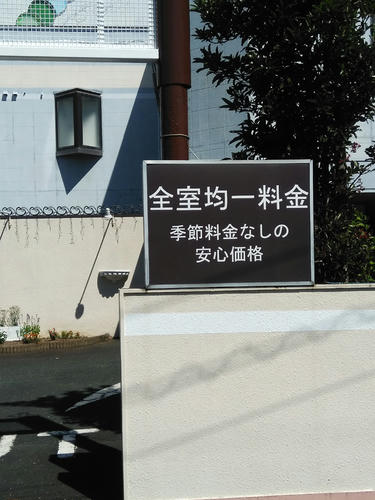 全室均一料金
季節料金なしの
安心価格